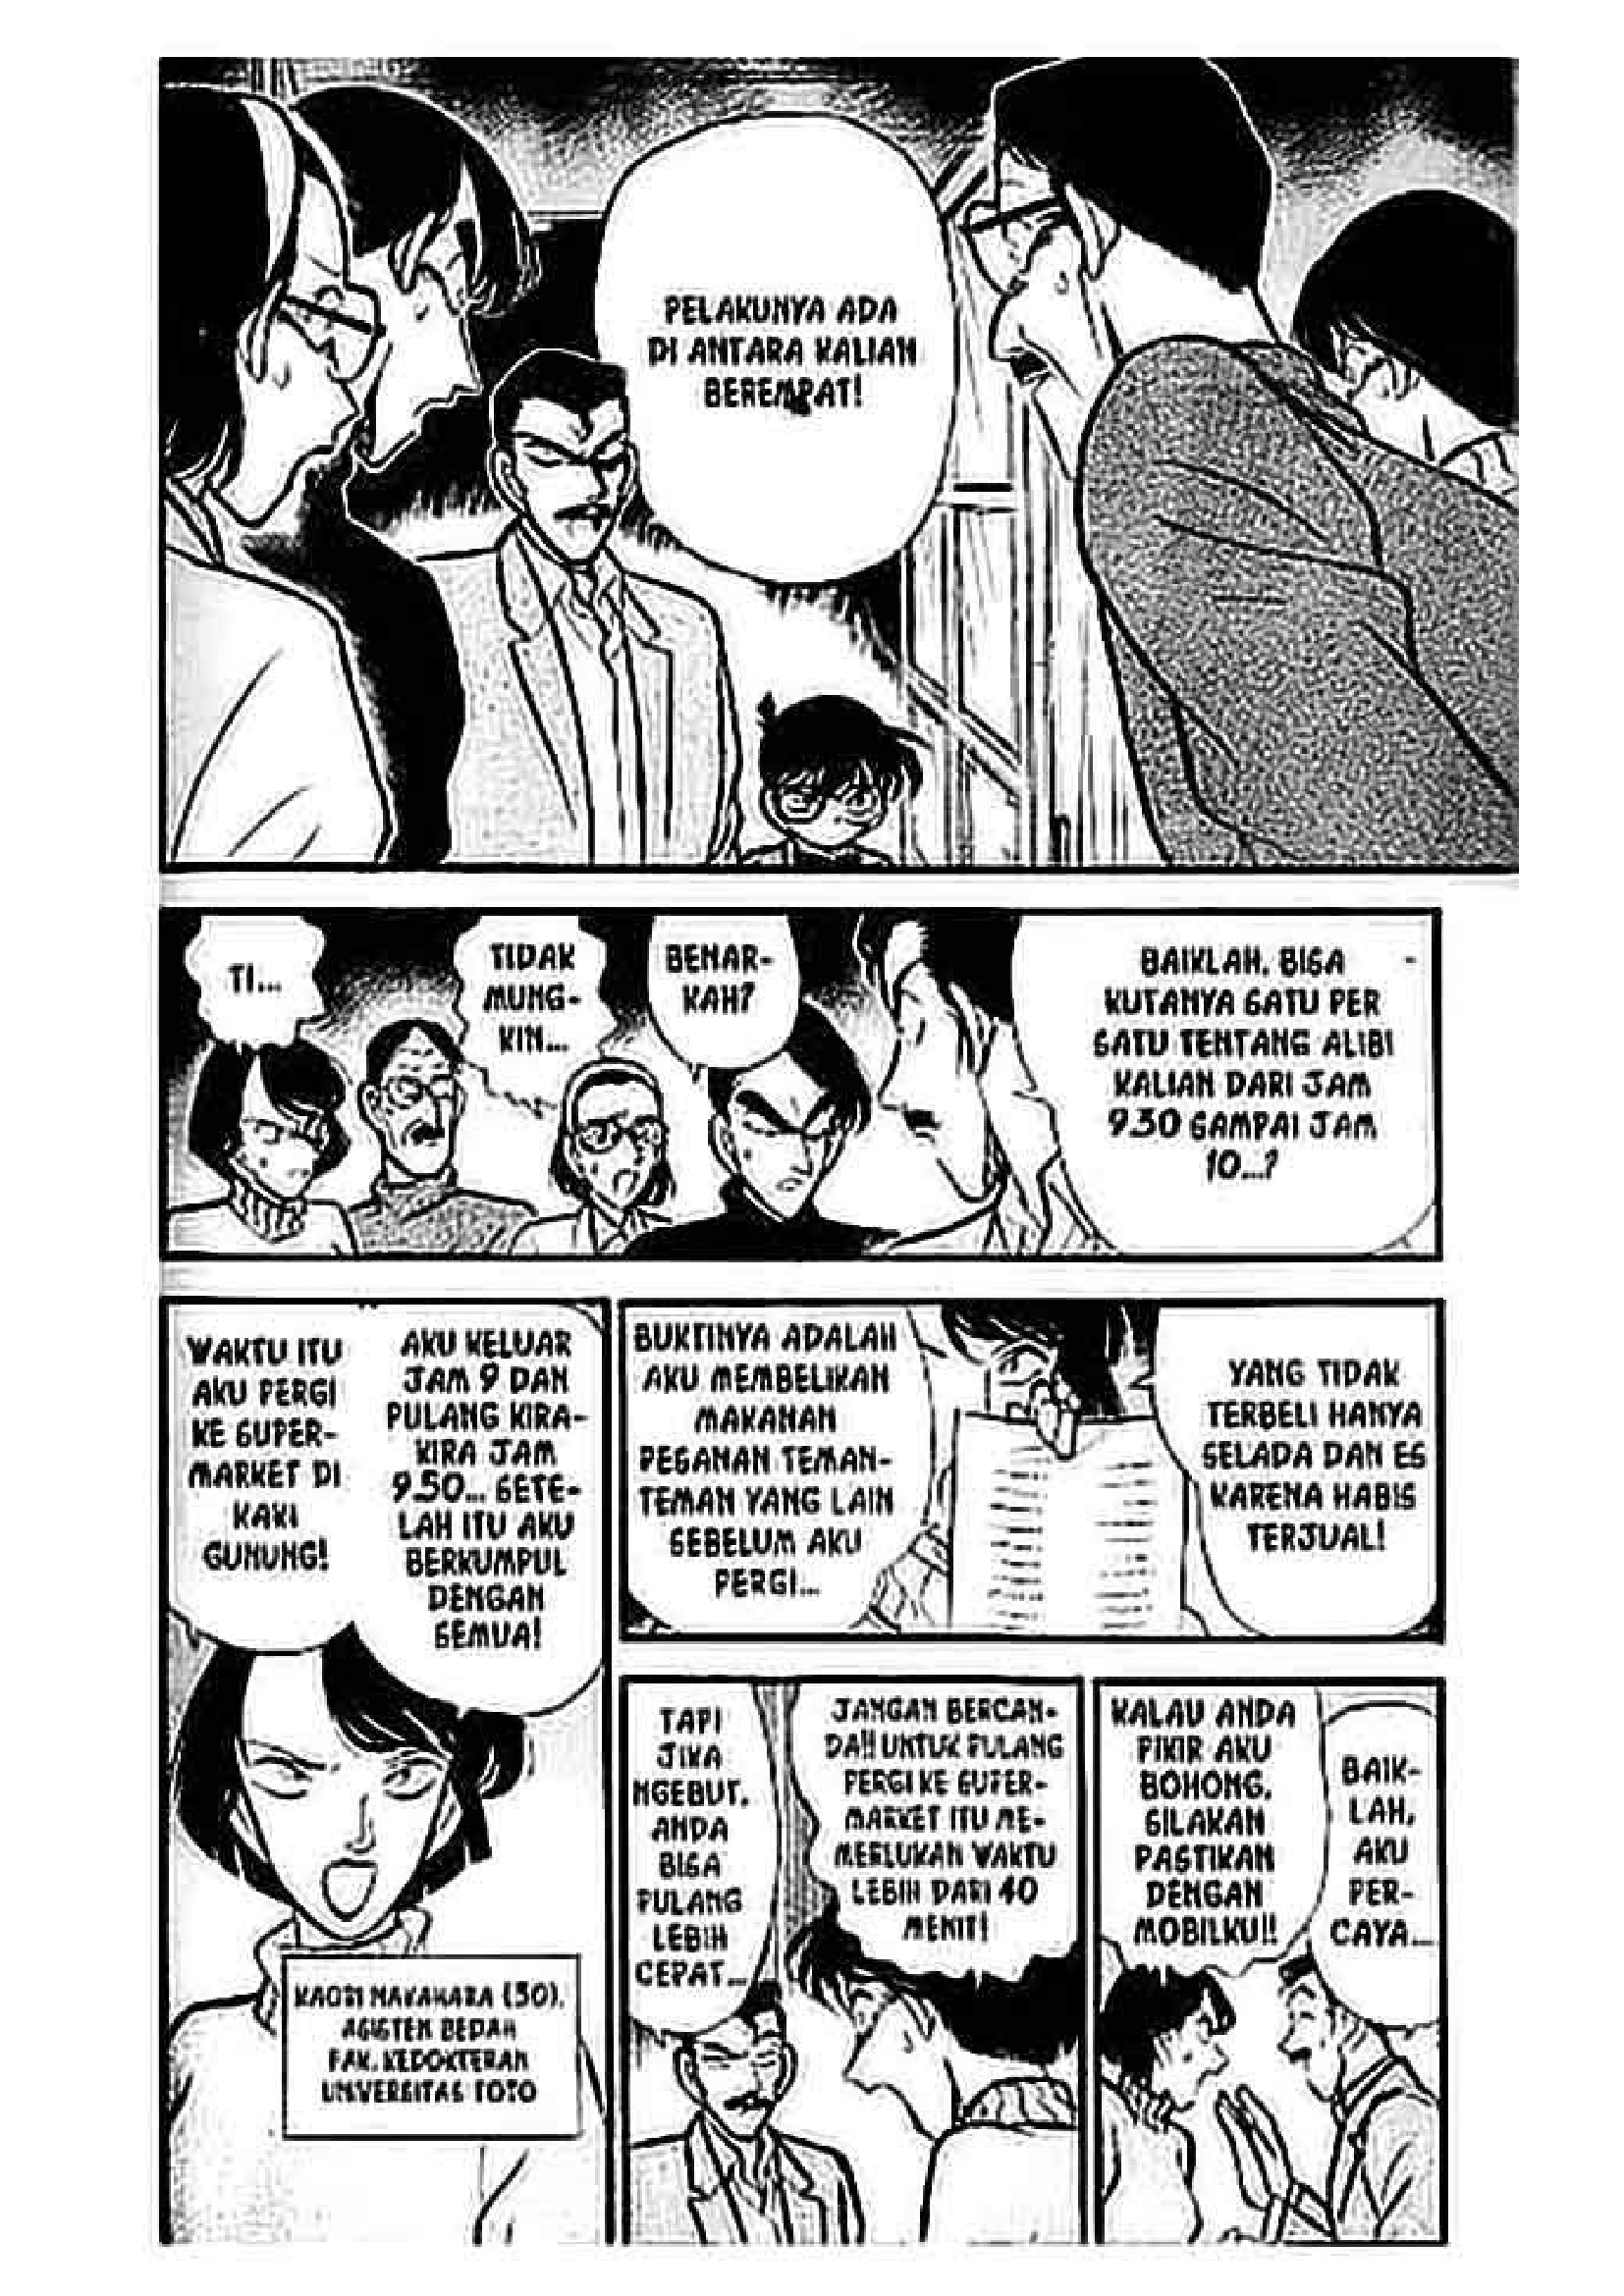 PELAKUNYA ADA
DI ANTARA KALIAN
BEREMPAT!
TI...
TIDAK
MUNG-
KIN...
BENAR-
KAH?
BAIKLAH. BISA
KUTANYA SATU PER
SATU TENTANG ALIBI
KALIAN DARI JAM
9.30 SAMPAI JAM
10...?
WAKTU ITU
AKU PERGI
KE SUPER-
MARKET DI
KAKI
GUNUNG!
AKU KELUAR
JAM 9 DAN
PULANG KIRA-
KIRA JAM
9.50... SETE-
LAH ITU AKU
BERKUMPUL
DENGAN
SEMUA!
KAORI NAKAHARA (30),
ASISTEN BEDAH
FAK. KEDOKTERAN
UNIVERSITAS TOTO
BUKTINYA ADALAH
AKU MEMBELIKAN
MAKANAN
PESANAN TEMAN-
TEMAN YANG LAIN
SEBELUM AKU
PERGI...
YANG TIDAK
TERBELI HANYA
SELADA DAN ES
KARENA HABIS
TERJUAL!
TAPI
JIKA
NGEBUT,
ANDA
BISA
PULANG
LEBIH
CEPAT...
JANGAN BERCAN-
DA!! UNTUK PULANG
PERGI KE SUPER-
MARKET ITU ME-
MERLUKAN WAKTU
LEBIH DARI 40
MENIT!
KALAU ANDA
PIKIR AKU
BOHONG,
SILAKAN
PASTIKAN
DENGAN
MOBILKU!!
BAIK-
LAH,
AKU
PER-
CAYA...